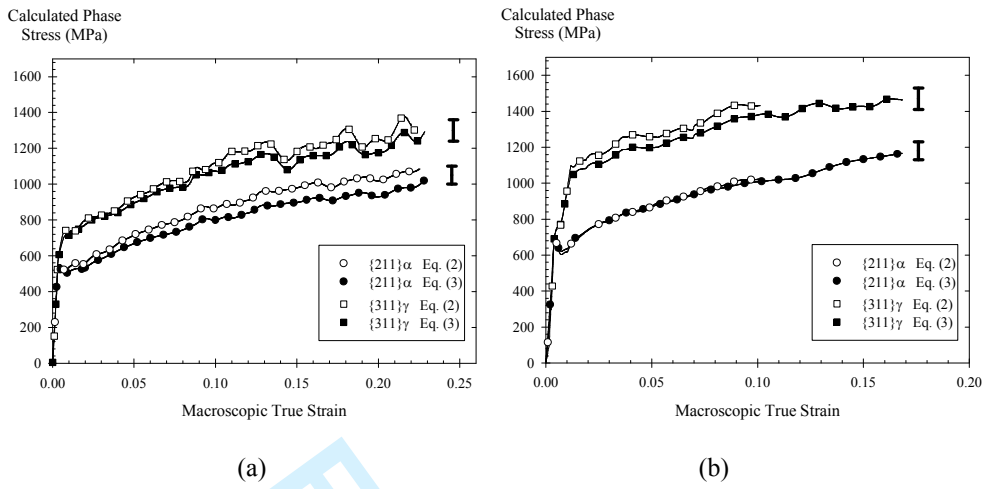 Calculated Phase
Stress (MPa)
1600
1400
1200
1000
800
600
400
200
0
0.00 0.05 0.10 0.15 0.20 0.25
Macroscopic True Strain
{211}α Eq. (2)
{211}α Eq. (3)
{311}γ Eq. (2)
{311}γ Eq. (3)
(a)
Calculated Phase
Stress (MPa)
1600
1400
1200
1000
800
600
400
200
0
0.00 0.05 0.10 0.15 0.20
Macroscopic True Strain
{211}α Eq. (2)
{211}α Eq. (3)
{311}γ Eq. (2)
{311}γ Eq. (3)
(b)